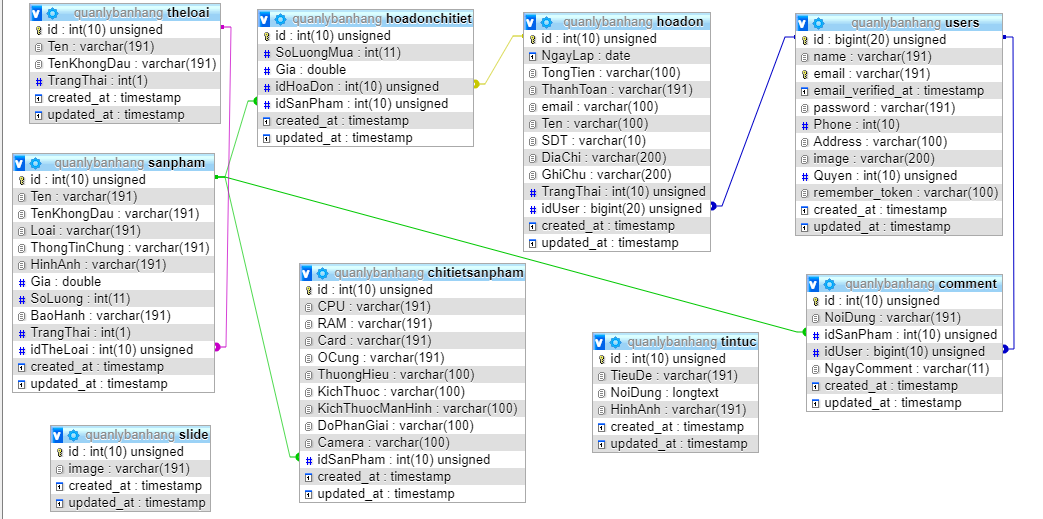 quanlybanhang theloai
id : int(10) unsigned
Ten : varchar(191)
TenKhongDau : varchar(191)
TrangThai : int(1)
created_at : timestamp
updated_at : timestamp
quanlybanhang hoadonchitiet
id : int(10) unsigned
SoLuongMua : int(11)
Gia : double
idHoaDon : int(10) unsigned
idSanPham : int(10) unsigned
created_at : timestamp
updated_at : timestamp
quanlybanhang hoadon
id : int(10) unsigned
NgayLap : date
TongTien : varchar(100)
ThanhToan : varchar(191)
email : varchar(100)
Ten : varchar(100)
SDT : varchar(10)
DiaChi : varchar(200)
GhiChu : varchar(200)
TrangThai : int(10) unsigned
idUser : bigint(20) unsigned
created_at : timestamp
updated_at : timestamp
quanlybanhang users
id : bigint(20) unsigned
name : varchar(191)
email : varchar(191)
email_verified_at : timestamp
password : varchar(191)
Phone : int(10)
Address : varchar(100)
image : varchar(200)
Quyen : int(10) unsigned
remember_token : varchar(100)
created_at : timestamp
updated_at : timestamp
quanlybanhang sanpham
id : int(10) unsigned
Ten : varchar(191)
TenKhongDau : varchar(191)
Loai : varchar(191)
ThongTinChung : varchar(191)
HinhAnh : varchar(191)
Gia : double
SoLuong : int(11)
BaoHanh : varchar(191)
TrangThai : int(1)
idTheLoai : int(10) unsigned
created_at : timestamp
updated_at : timestamp
quanlybanhang chitietsanpham
id : int(10) unsigned
CPU : varchar(191)
RAM : varchar(191)
Card : varchar(191)
OCung : varchar(191)
ThuongHieu : varchar(100)
KichThuoc : varchar(100)
KichThuocManHinh : varchar(100)
DoPhanGiai : varchar(100)
Camera : varchar(100)
idSanPham : int(10) unsigned
created_at : timestamp
updated_at : timestamp
quanlybanhang comment
id : int(10) unsigned
NoiDung : varchar(191)
idSanPham : int(10) unsigned
idUser : bigint(10) unsigned
NgayComment : varchar(11)
created_at : timestamp
updated_at : timestamp
quanlybanhang tintuc
id : int(10) unsigned
TieuDe : varchar(191)
NoiDung : longtext
HinhAnh : varchar(191)
created_at : timestamp
updated_at : timestamp
quanlybanhang slide
id : int(10) unsigned
image : varchar(191)
created_at : timestamp
updated_at : timestamp